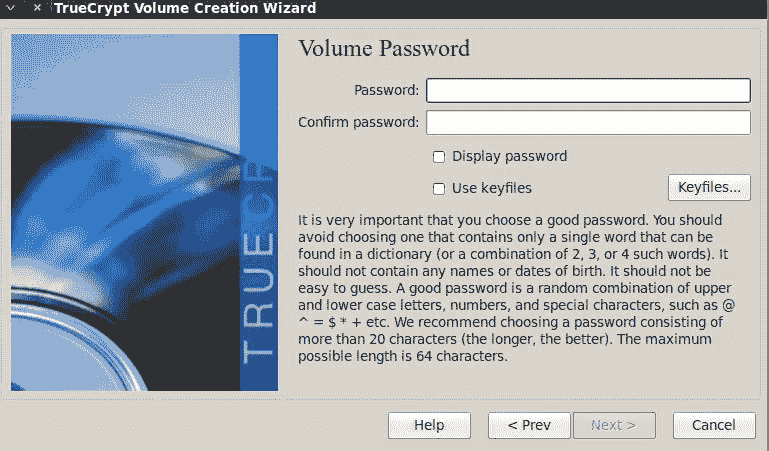 TrueCrypt Volume Creation Wizard
Volume Password
Password:
Confirm password:
Display password
Use keyfiles
Keyfiles...
It is very important that you choose a good password. You should
avoid choosing one that contains only a single word that can be
found in a dictionary (or a combination of 2, 3, or 4 such words). It
should not contain any names or dates of birth. It should not be
easy to guess. A good password is a random combination of upper
and lower case letters, numbers, and special characters, such as @
^ = $ * + etc. We recommend choosing a password consisting of
more than 20 characters (the longer, the better). The maximum
possible length is 64 characters.
TRUECR
Help
< Prev
Next >
Cancel